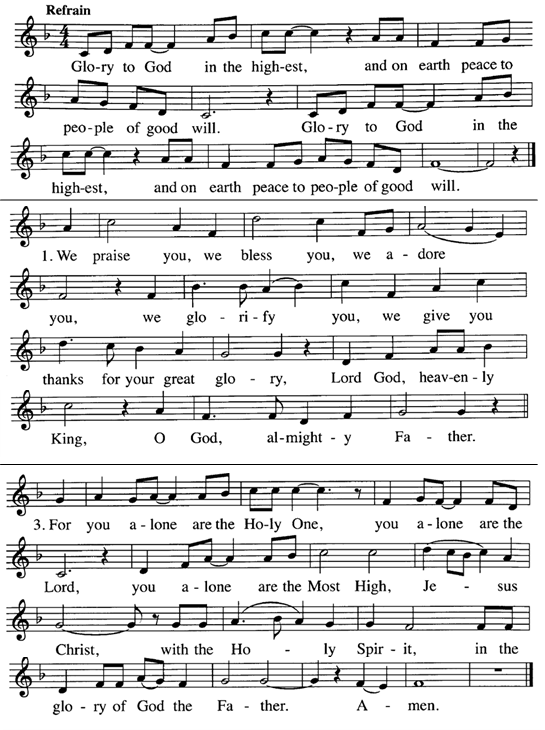 Refrain
4 4
Glo-ry to God in the high-est, and on earth peace to
peo-ple of good will. Glo-ry to God in the
high-est, and on earth peace to peo-ple of good will.
1. We praise you, we bless you, we a-dore
you, we glo-ri-fy you, we give you
thanks for your great glo-ry, Lord God, heav-en-ly
King, O God, al-might-y Fa-ther.
3. For you a-lone are the Ho-ly One, you a-lone are the
Lord, you a-lone are the Most High, Je-sus
Christ, with the Ho-ly Spir-it, in the
glo-ry of God the Fa-ther. A-men.